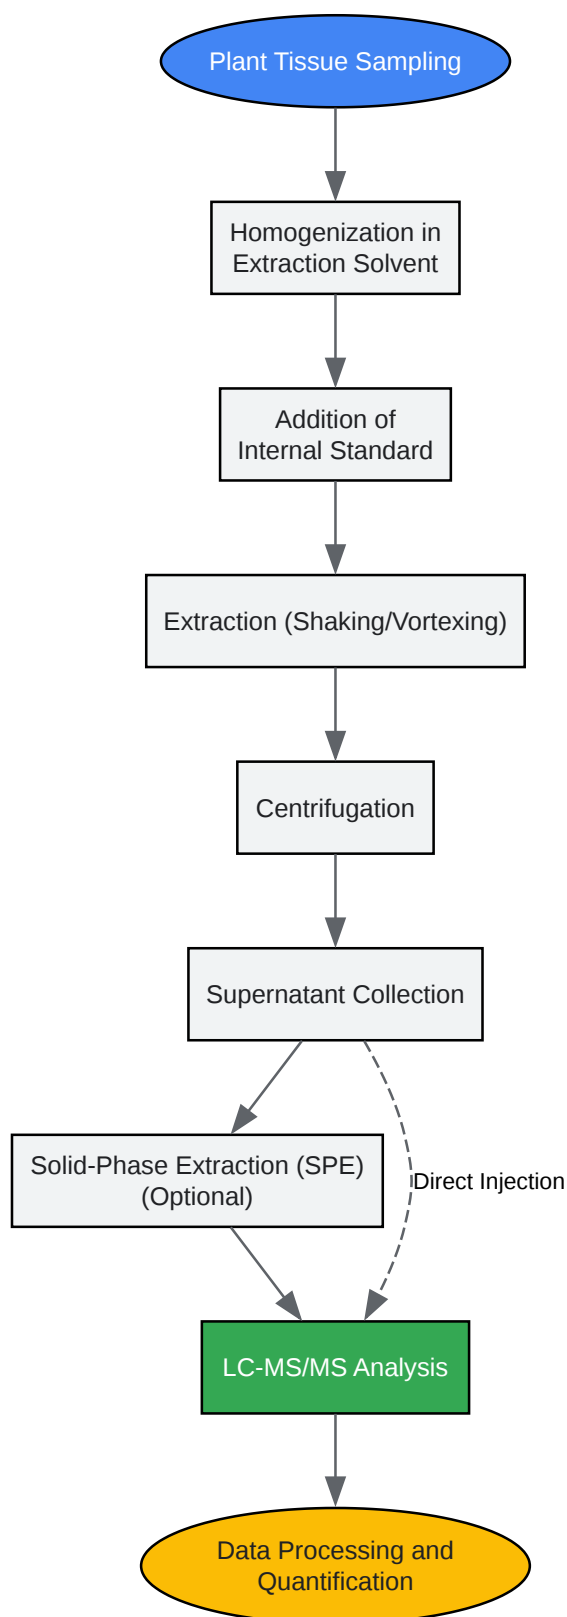 Plant Tissue Sampling
Homogenization in
Extraction Solvent
Addition of
Internal Standard
Extraction (Shaking/Vortexing)
Centrifugation
Supernatant Collection
Solid-Phase Extraction (SPE)
(Optional)
Direct Injection
LC-MS/MS Analysis
Data Processing and
Quantification